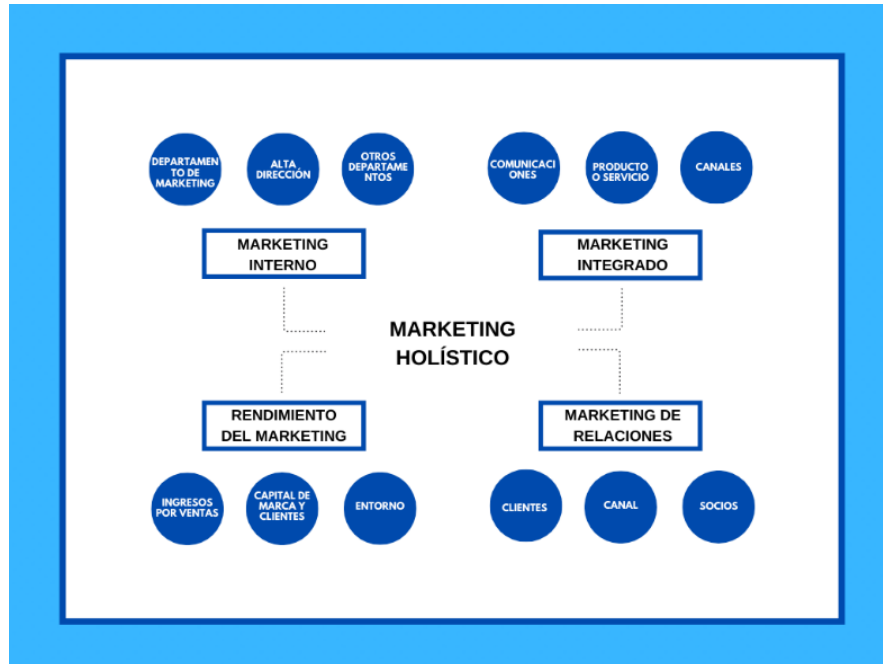 DEPARTAMEN
TO DE
MARKETING
ALTA
DIRECCIÓN
OTROS
DEPARTAME
NTOS
COMUNICACI
ONES
PRODUCTO
O SERVICIO
CANALES
MARKETING
INTERNO
MARKETING
INTEGRADO
MARKETING
HOLÍSTICO
RENDIMIENTO
DEL MARKETING
MARKETING DE
RELACIONES
INGRESOS
POR VENTAS
CAPITAL DE
MARCA Y
CLIENTES
ENTORNO
CLIENTES
CANAL
SOCIOS